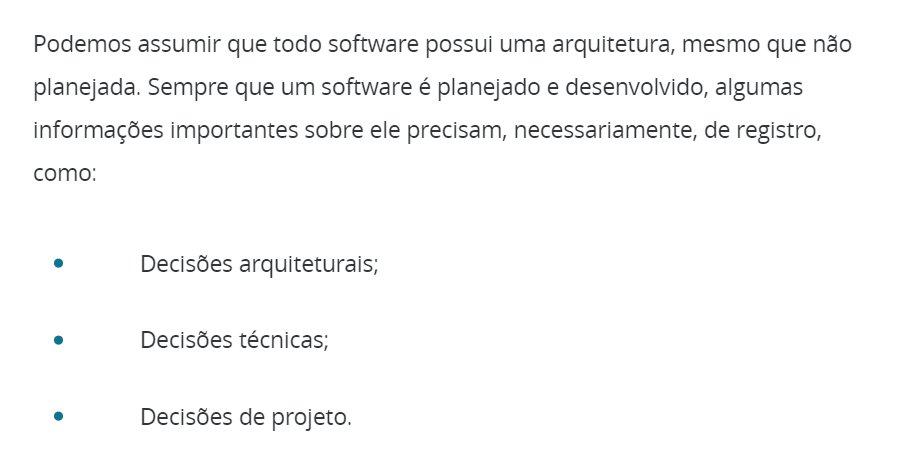 Podemos assumir que todo software possui uma arquitetura, mesmo que não
planejada. Sempre que um software é planejado e desenvolvido, algumas
informações importantes sobre ele precisam, necessariamente, de registro,
como:
Decisões arquiteturais;
Decisões técnicas;
Decisões de projeto.